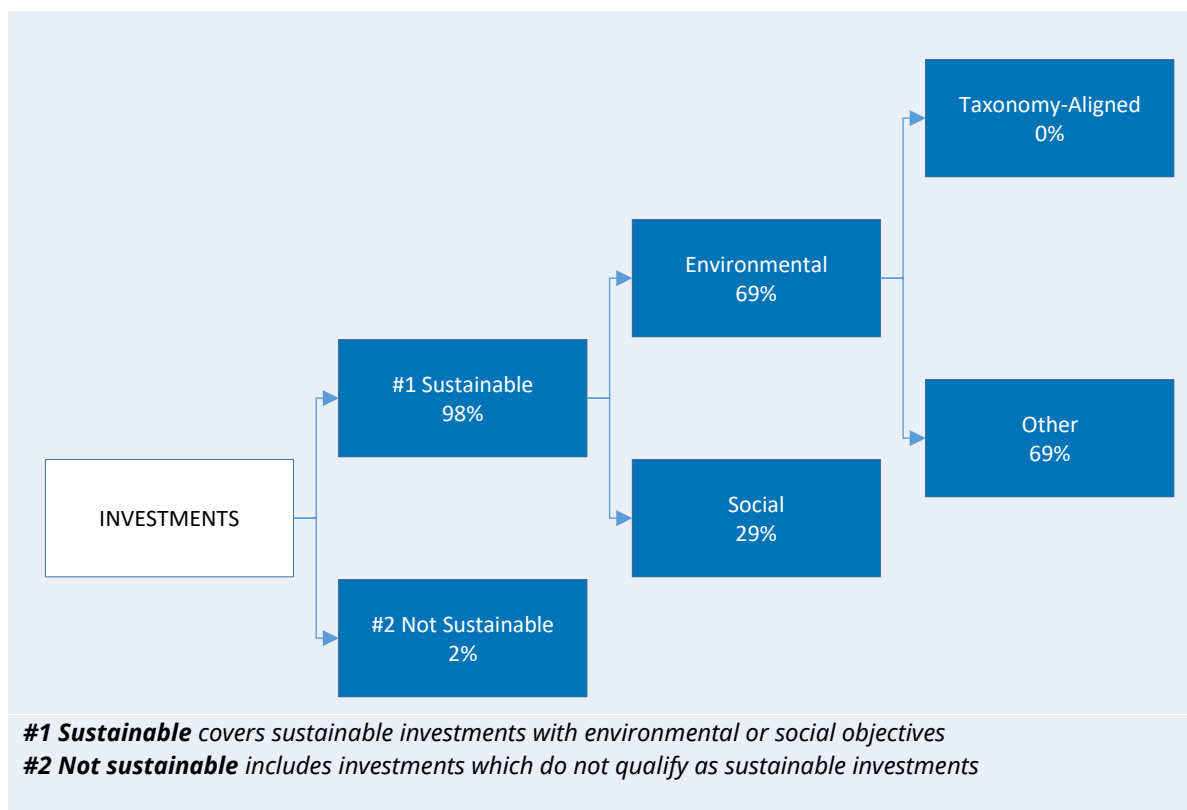 Taxonomy-Aligned
0%
Environmental
69%
#1 Sustainable
98%
Other
69%
INVESTMENTS
Social
29%
#2 Not Sustainable
2%
#1 Sustainable covers sustainable investments with environmental or social objectives
#2 Not sustainable includes investments which do not qualify as sustainable investments